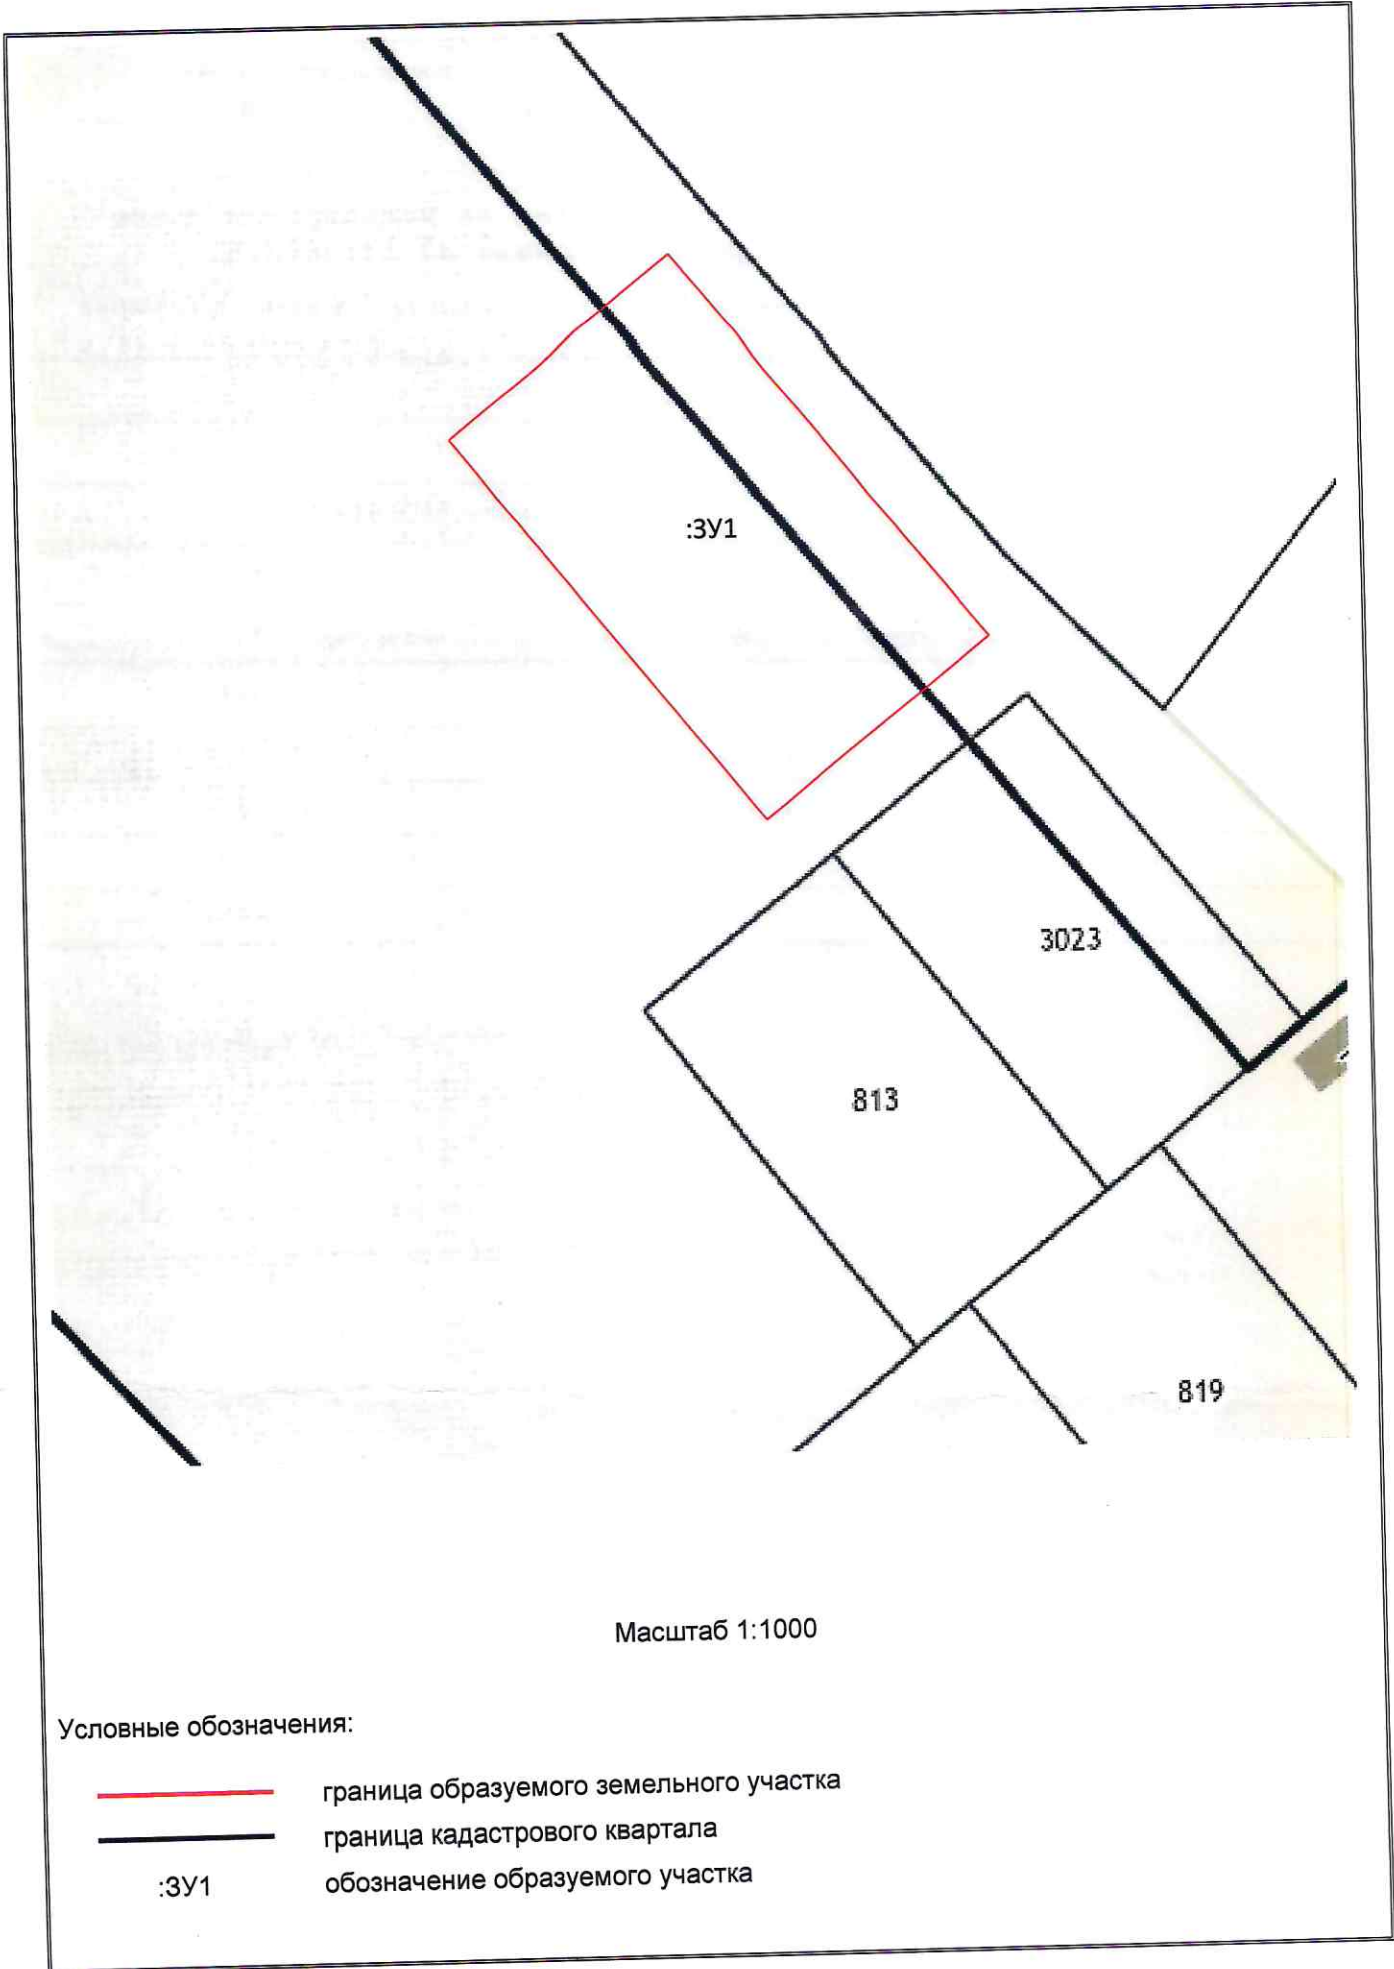 :ЗУ1
3023
813
819
Масштаб 1:1000
Условные обозначения:
граница образуемого земельного участка
граница кадастрового квартала
:ЗУ1 обозначение образуемого участка